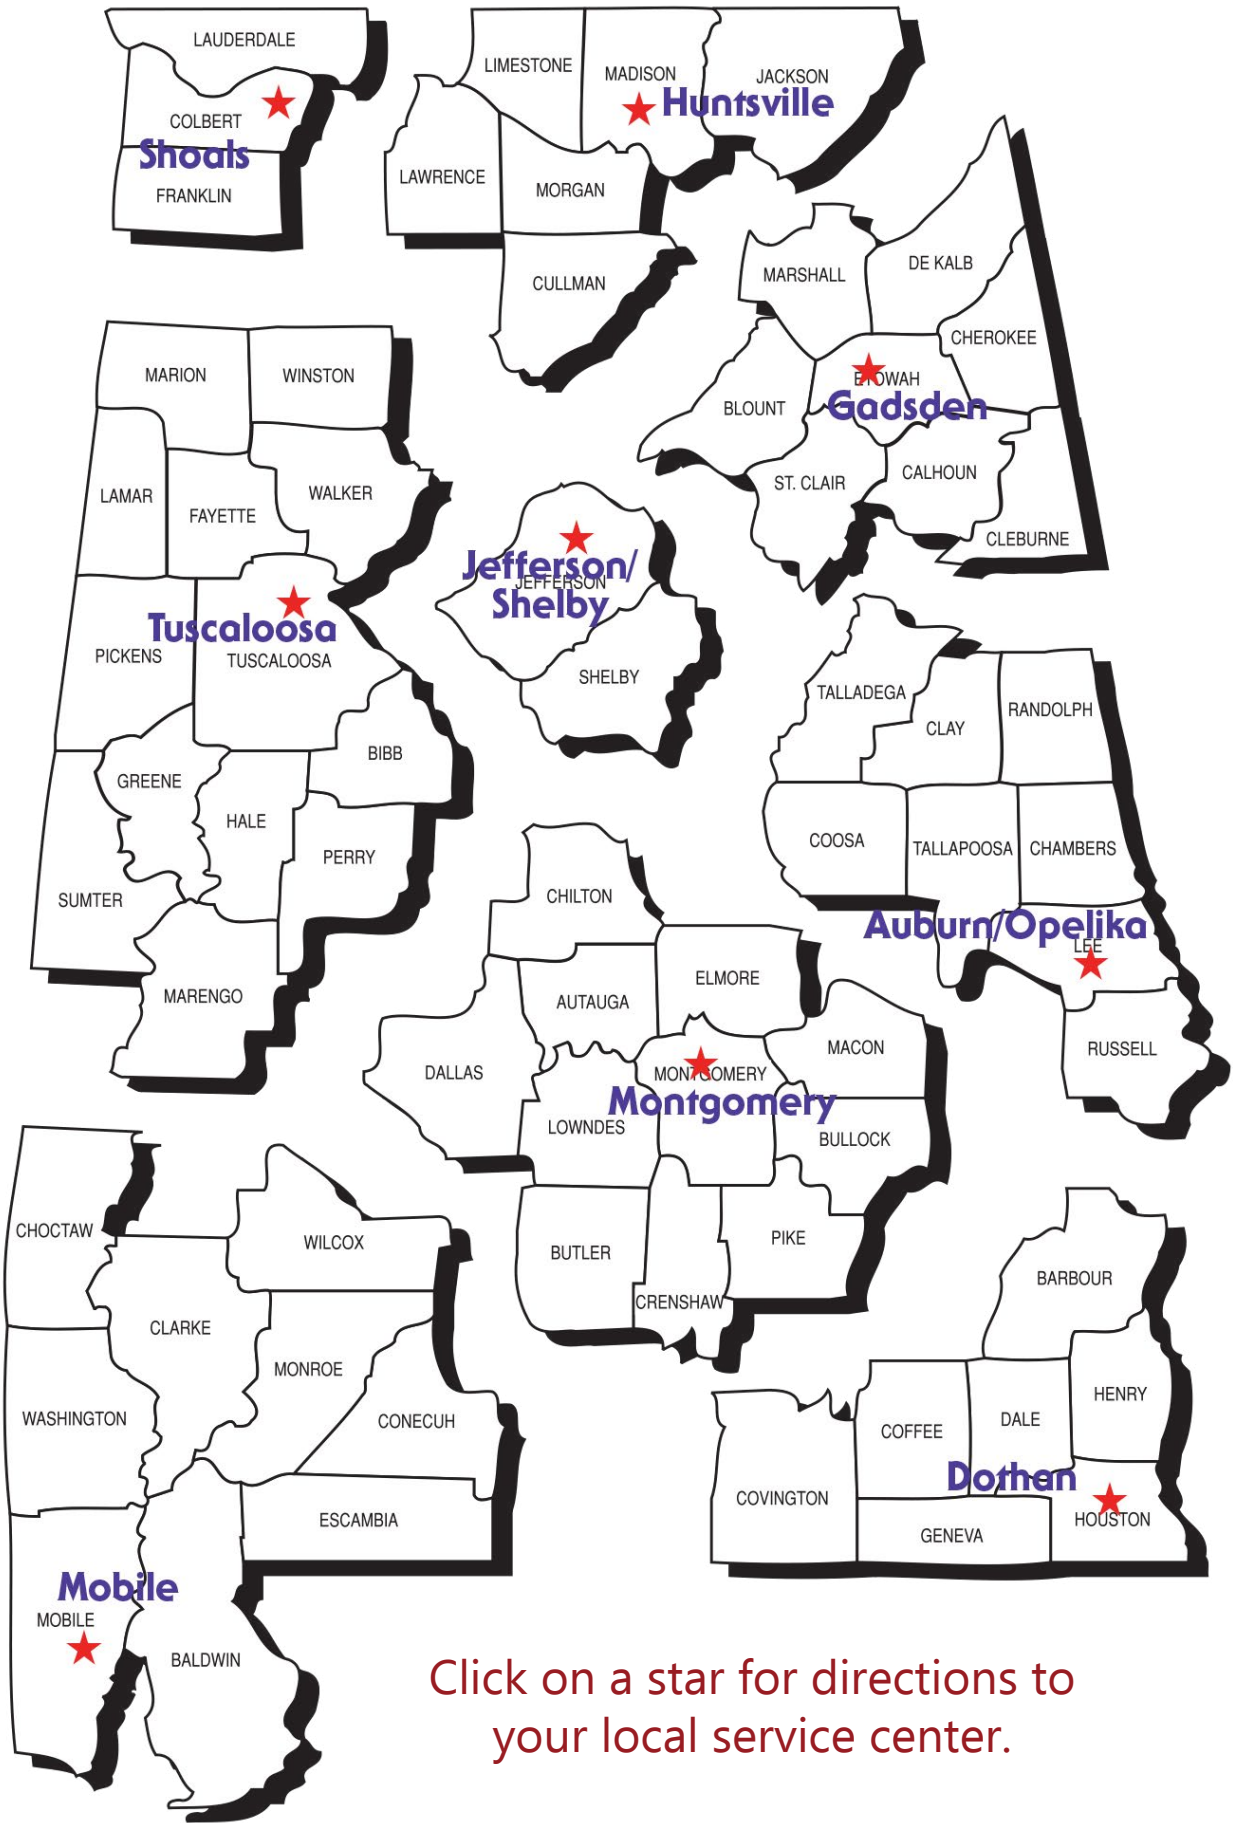 LAUDERDALE
COLBERT
Shoals
FRANKLIN
LIMESTONE
MADISON
JACKSON
Huntsville
LAWRENCE
MORGAN
CULLMAN
MARSHALL
DE KALB
CHEROKEE
ETOWAH
Gadsden
BLOUNT
ST. CLAIR
CALHOUN
CLEBURNE
MARION
WINSTON
LAMAR
FAYETTE
WALKER
Tuscaloosa
PICKENS
TUSCALOOSA
BIBB
GREENE
HALE
PERRY
SUMTER
MARENGO
Jefferson/
JEFFERSON
Shelby
SHELBY
TALLADEGA
CLAY
RANDOLPH
COOSA
TALLAPOOSA
CHAMBERS
Auburn/Opelika
LEE
RUSSELL
CHILTON
ELMORE
AUTAUGA
DALLAS
MACON
MONTGOMERY
Montgomery
LOWNDES
BULLOCK
BUTLER
PIKE
CRENSHAW
CHOCTAW
WILCOX
CLARKE
MONROE
WASHINGTON
CONECUH
ESCAMBIA
Mobile
MOBILE
BALDWIN
BARBOUR
HENRY
DALE
COFFEE
Dothan
COVINGTON
HOUSTON
GENEVA
Click on a star for directions to
your local service center.